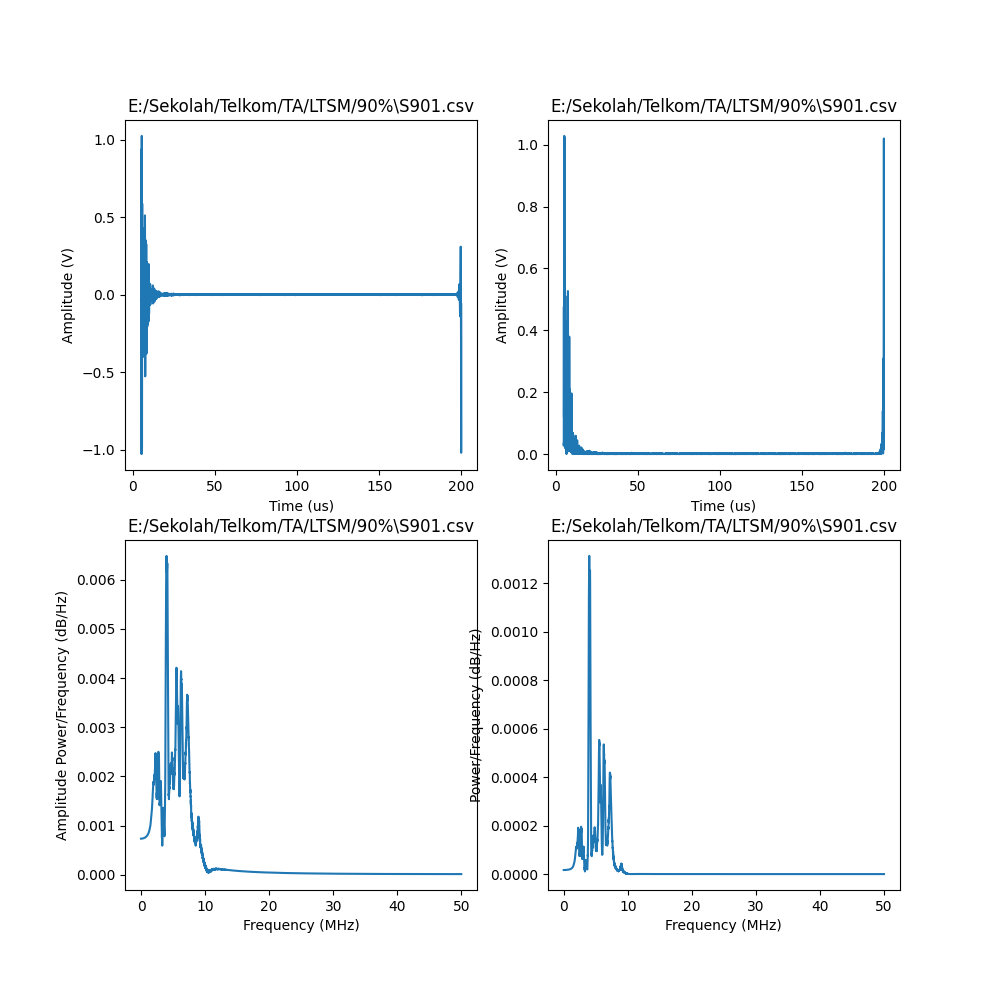 E:/Sekolah/Telkom/TA/LTSM/90%\S901.csv
Amplitude (V)
1.0
0.5
0.0
−0.5
−1.0
0 50 100 150 200
Time (us)
E:/Sekolah/Telkom/TA/LTSM/90%\S901.csv
Amplitude (V)
1.0
0.8
0.6
0.4
0.2
0.0
0 50 100 150 200
Time (us)
E:/Sekolah/Telkom/TA/LTSM/90%\S901.csv
Amplitude Power/Frequency (dB/Hz)
0.006
0.005
0.004
0.003
0.002
0.001
0.000
0 10 20 30 40 50
Frequency (MHz)
E:/Sekolah/Telkom/TA/LTSM/90%\S901.csv
Power/Frequency (dB/Hz)
0.0012
0.0010
0.0008
0.0006
0.0004
0.0002
0.0000
0 10 20 30 40 50
Frequency (MHz)